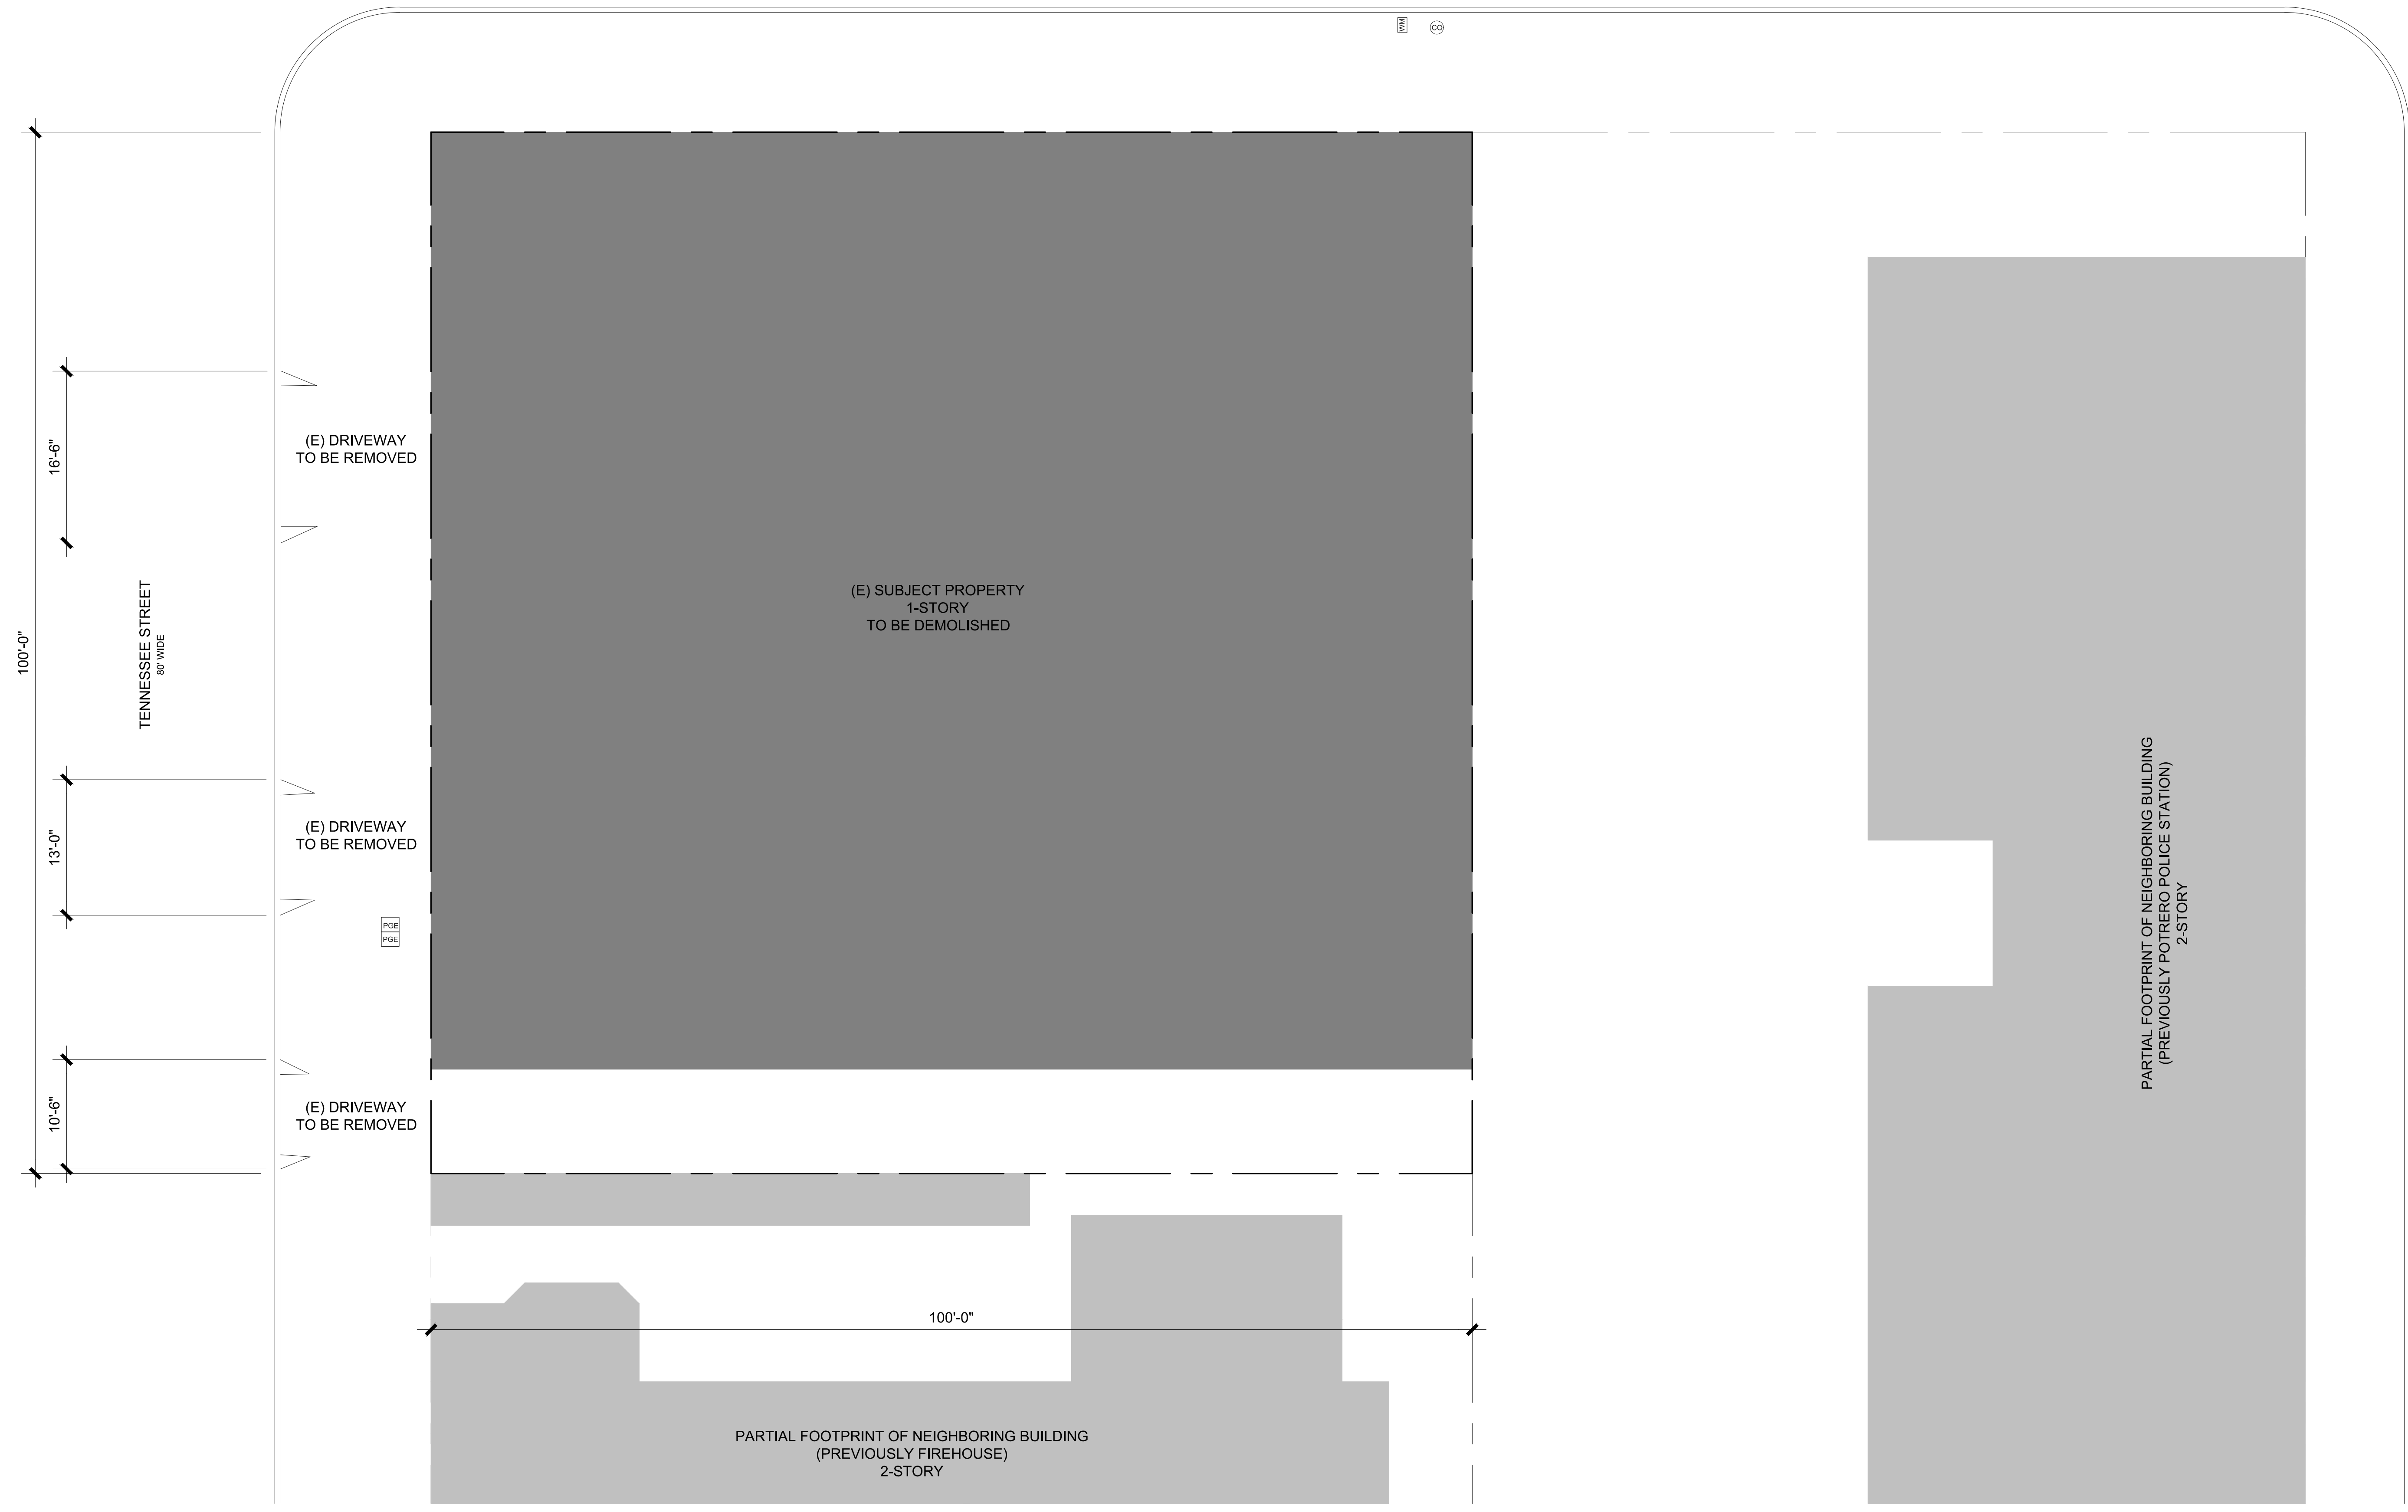 WM
CO
16'-6"
(E) DRIVEWAY
TO BE REMOVED
(E) SUBJECT PROPERTY
1-STORY
TO BE DEMOLISHED
100'-0"
TENNESSEE STREET
80' WIDE
13'-0"
(E) DRIVEWAY
TO BE REMOVED
PGE
PGE
PARTIAL FOOTPRINT OF NEIGHBORING BUILDING
(PREVIOUSLY POTRERO POLICE STATION)
2-STORY
10'-6"
(E) DRIVEWAY
TO BE REMOVED
100'-0"
PARTIAL FOOTPRINT OF NEIGHBORING BUILDING
(PREVIOUSLY FIREHOUSE)
2-STORY